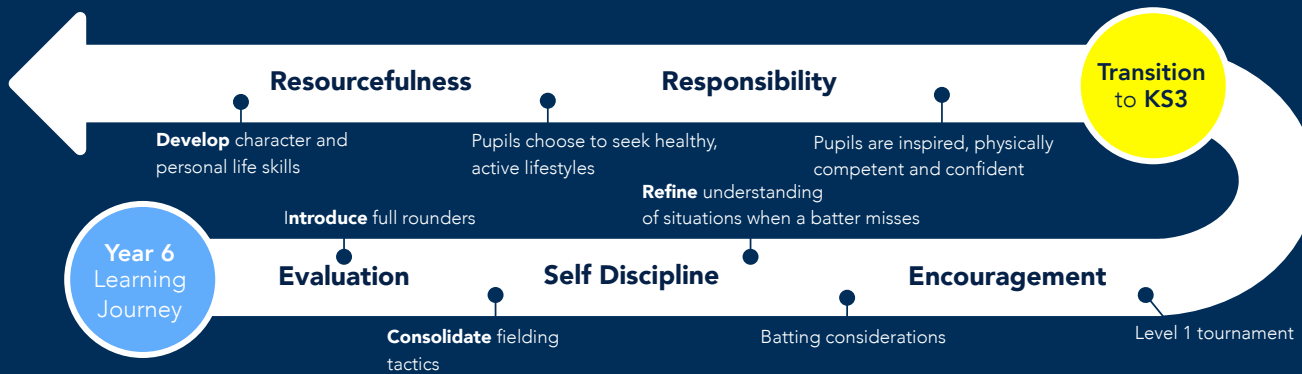 Resourcefulness
Responsibility
Transition
to KS3
Develop character and
personal life skills
Pupils choose to seek healthy,
active lifestyles
Pupils are inspired, physically
competent and confident
Refine understanding
of situations when a batter misses
Introduce full rounders
Year 6
Learning
Journey
Evaluation
Self Discipline
Encouragement
Consolidate fielding
tactics
Batting considerations
Level 1 tournament